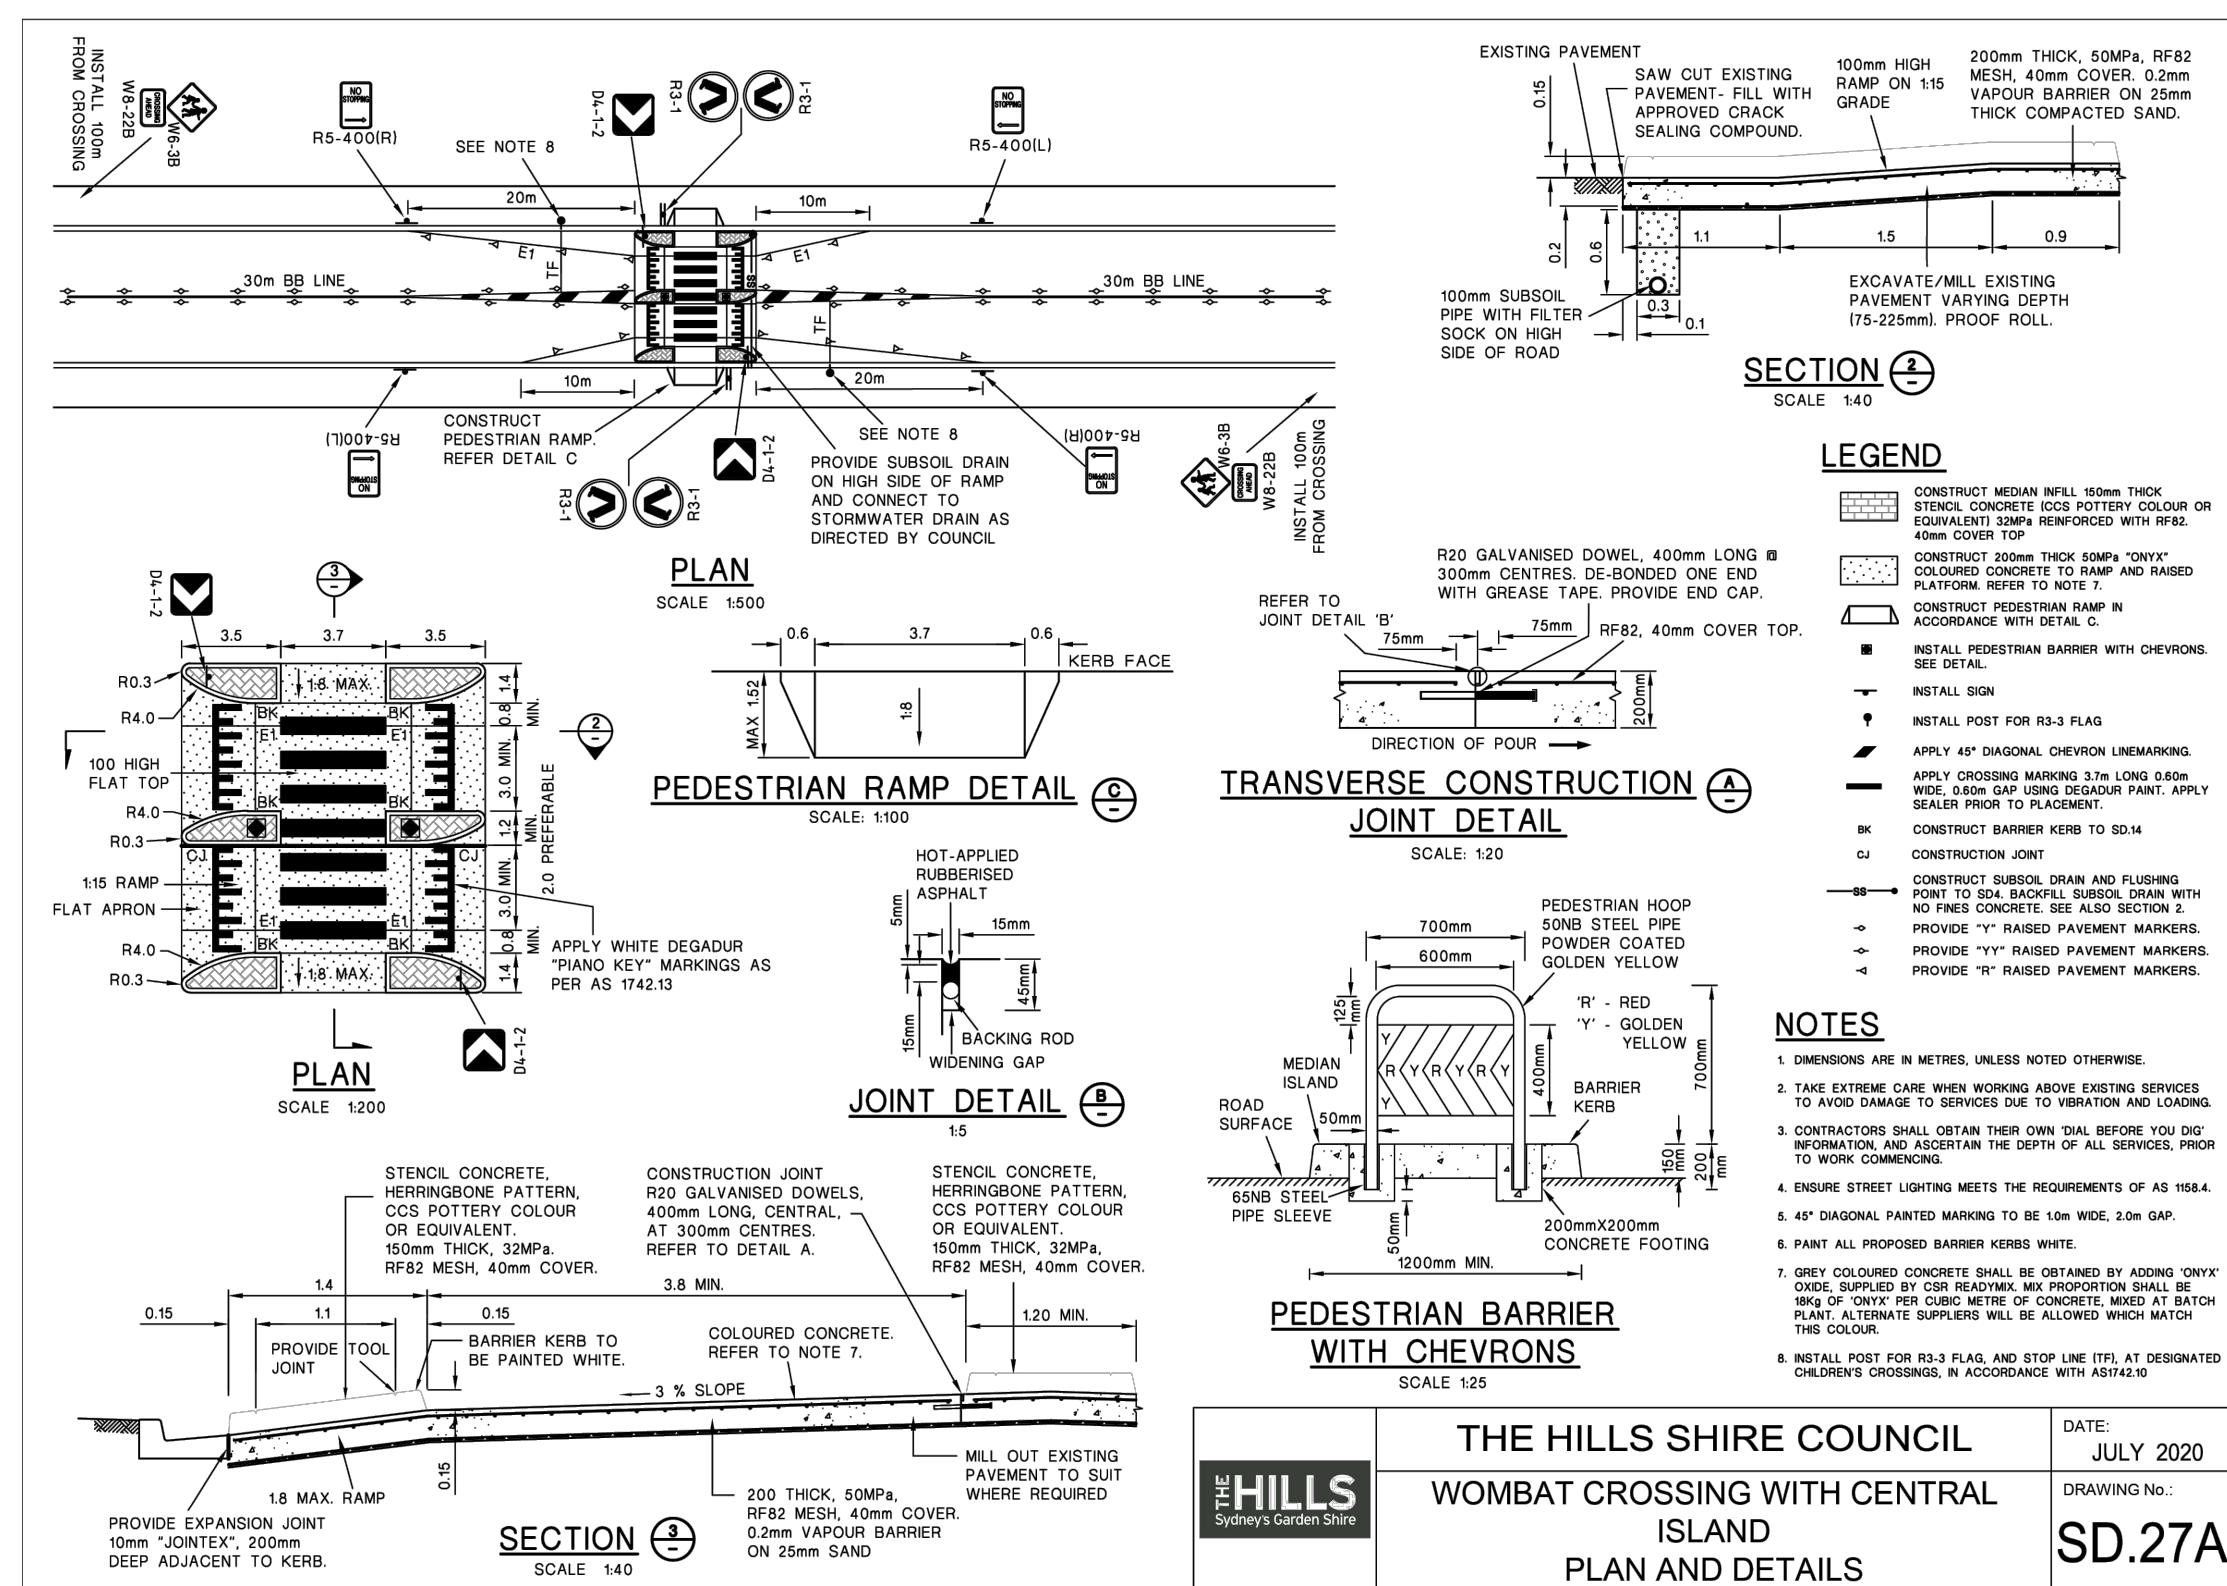 INSTALL 100m
FROM CROSSING
W8-22B
CROSSING
AHEAD
W6-3B
NO
STOPPING
R5-400(R)
SEE NOTE 8
D4-1-2
R3-1
R3-1
NO
STOPPING
R5-400(L)
20m
10m
E1
TF
E1
SS
30m BB LINE
30m BB LINE
TF
10m
20m
R5-400(L)
NO
STOPPING
CONSTRUCT
PEDESTRIAN RAMP.
REFER DETAIL C
R3-1
R3-1
D4-1-2
SEE NOTE 8
PROVIDE SUBSOIL DRAIN
ON HIGH SIDE OF RAMP
AND CONNECT TO
STORMWATER DRAIN AS
DIRECTED BY COUNCIL
R5-400(R)
NO
STOPPING
W6-3B
CROSSING
AHEAD
W8-22B
INSTALL 100m
FROM CROSSING
PLAN
SCALE 1:500
EXISTING PAVEMENT
SAW CUT EXISTING
PAVEMENT- FILL WITH
APPROVED CRACK
SEALING COMPOUND.
100mm HIGH
RAMP ON 1:15
GRADE
200mm THICK, 50MPa, RF82
MESH, 40mm COVER. 0.2mm
VAPOUR BARRIER ON 25mm
THICK COMPACTED SAND.
0.15
0.2
0.6
1.1
1.5
0.9
0.3
0.1
100mm SUBSOIL
PIPE WITH FILTER
SOCK ON HIGH
SIDE OF ROAD
EXCAVATE/MILL EXISTING
PAVEMENT VARYING DEPTH
(75-225mm). PROOF ROLL.
SECTION 2
–
SCALE 1:40
D4-1-2
3
–
3.5
3.7
3.5
R0.3
R4.0
1:8 MAX.
1.4
BK
BK
0.8
MIN.
E1
E1
2
–
100 HIGH
FLAT TOP
3.0 MIN.
BK
BK
R4.0
1.2
MIN.
2.0 PREFERABLE
R0.3
CJ
CJ
1:15 RAMP
3.0 MIN.
FLAT APRON
E1
E1
BK
BK
0.8
MIN.
R4.0
1:8 MAX.
1.4
R0.3
APPLY WHITE DEGADUR
"PIANO KEY" MARKINGS AS
PER AS 1742.13
D4-1-2
PLAN
SCALE 1:200
0.6
3.7
0.6
KERB FACE
MAX 1.52
1:8
PEDESTRIAN RAMP DETAIL C
–
SCALE: 1:100
R20 GALVANISED DOWEL, 400mm LONG @
300mm CENTRES. DE-BONDED ONE END
WITH GREASE TAPE. PROVIDE END CAP.
REFER TO
JOINT DETAIL 'B'
75mm
75mm
RF82, 40mm COVER TOP.
200mm
DIRECTION OF POUR
TRANSVERSE CONSTRUCTION
JOINT DETAIL
A
–
SCALE: 1:20
HOT-APPLIED
RUBBERISED
ASPHALT
5mm
15mm
45mm
15mm
BACKING ROD
WIDENING GAP
JOINT DETAIL B
–
1:5
PEDESTRIAN HOOP
50NB STEEL PIPE
POWDER COATED
GOLDEN YELLOW
700mm
600mm
125
mm
'R' - RED
'Y' - GOLDEN
YELLOW
Y
R Y R Y R Y
Y
400mm
700mm
MEDIAN
ISLAND
BARRIER
KERB
ROAD
SURFACE
50mm
150
mm
200
mm
65NB STEEL
PIPE SLEEVE
50mm
200mmX200mm
CONCRETE FOOTING
1200mm MIN.
PEDESTRIAN BARRIER
WITH CHEVRONS
SCALE 1:25
STENCIL CONCRETE,
HERRINGBONE PATTERN,
CCS POTTERY COLOUR
OR EQUIVALENT.
150mm THICK, 32MPa.
RF82 MESH, 40mm COVER.
CONSTRUCTION JOINT
R20 GALVANISED DOWELS,
400mm LONG, CENTRAL,
AT 300mm CENTRES.
REFER TO DETAIL A.
STENCIL CONCRETE,
HERRINGBONE PATTERN,
CCS POTTERY COLOUR
OR EQUIVALENT.
150mm THICK, 32MPa,
RF82 MESH, 40mm COVER.
1.4
3.8 MIN.
0.15
1.1
0.15
1.20 MIN.
PROVIDE TOOL
JOINT
BARRIER KERB TO
BE PAINTED WHITE.
COLOURED CONCRETE.
REFER TO NOTE 7.
3 % SLOPE
0.15
1.8 MAX. RAMP
PROVIDE EXPANSION JOINT
10mm "JOINTEX", 200mm
DEEP ADJACENT TO KERB.
200 THICK, 50MPa,
RF82 MESH, 40mm COVER.
0.2mm VAPOUR BARRIER
ON 25mm SAND
MILL OUT EXISTING
PAVEMENT TO SUIT
WHERE REQUIRED
SECTION 3
–
SCALE 1:40
LEGEND
CONSTRUCT MEDIAN INFILL 150mm THICK
STENCIL CONCRETE (CCS POTTERY COLOUR OR
EQUIVALENT) 32MPa REINFORCED WITH RF82.
40mm COVER TOP
CONSTRUCT 200mm THICK 50MPa "ONYX"
COLOURED CONCRETE TO RAMP AND RAISED
PLATFORM. REFER TO NOTE 7.
CONSTRUCT PEDESTRIAN RAMP IN
ACCORDANCE WITH DETAIL C.
INSTALL PEDESTRIAN BARRIER WITH CHEVRONS.
SEE DETAIL.
INSTALL SIGN
INSTALL POST FOR R3-3 FLAG
APPLY 45° DIAGONAL CHEVRON LINEMARKING.
APPLY CROSSING MARKING 3.7m LONG 0.60m
WIDE, 0.60m GAP USING DEGADUR PAINT. APPLY
SEALER PRIOR TO PLACEMENT.
BK CONSTRUCT BARRIER KERB TO SD.14
CJ CONSTRUCTION JOINT
SS CONSTRUCT SUBSOIL DRAIN AND FLUSHING
POINT TO SD4. BACKFILL SUBSOIL DRAIN WITH
NO FINES CONCRETE. SEE ALSO SECTION 2.
PROVIDE "Y" RAISED PAVEMENT MARKERS.
PROVIDE "YY" RAISED PAVEMENT MARKERS.
PROVIDE "R" RAISED PAVEMENT MARKERS.
NOTES
1. DIMENSIONS ARE IN METRES, UNLESS NOTED OTHERWISE.
2. TAKE EXTREME CARE WHEN WORKING ABOVE EXISTING SERVICES
TO AVOID DAMAGE TO SERVICES DUE TO VIBRATION AND LOADING.
3. CONTRACTORS SHALL OBTAIN THEIR OWN 'DIAL BEFORE YOU DIG'
INFORMATION, AND ASCERTAIN THE DEPTH OF ALL SERVICES, PRIOR
TO WORK COMMENCING.
4. ENSURE STREET LIGHTING MEETS THE REQUIREMENTS OF AS 1158.4.
5. 45° DIAGONAL PAINTED MARKING TO BE 1.0m WIDE, 2.0m GAP.
6. PAINT ALL PROPOSED BARRIER KERBS WHITE.
7. GREY COLOURED CONCRETE SHALL BE OBTAINED BY ADDING 'ONYX'
OXIDE, SUPPLIED BY CSR READYMIX. MIX PROPORTION SHALL BE
18Kg OF 'ONYX' PER CUBIC METRE OF CONCRETE, MIXED AT BATCH
PLANT. ALTERNATE SUPPLIERS WILL BE ALLOWED WHICH MATCH
THIS COLOUR.
8. INSTALL POST FOR R3-3 FLAG, AND STOP LINE (TF), AT DESIGNATED
CHILDREN'S CROSSINGS, IN ACCORDANCE WITH AS1742.10
THE HILLS
Sydney's Garden Shire
THE HILLS SHIRE COUNCIL
WOMBAT CROSSING WITH CENTRAL
ISLAND
PLAN AND DETAILS
DATE:
JULY 2020
DRAWING No.:
SD.27A